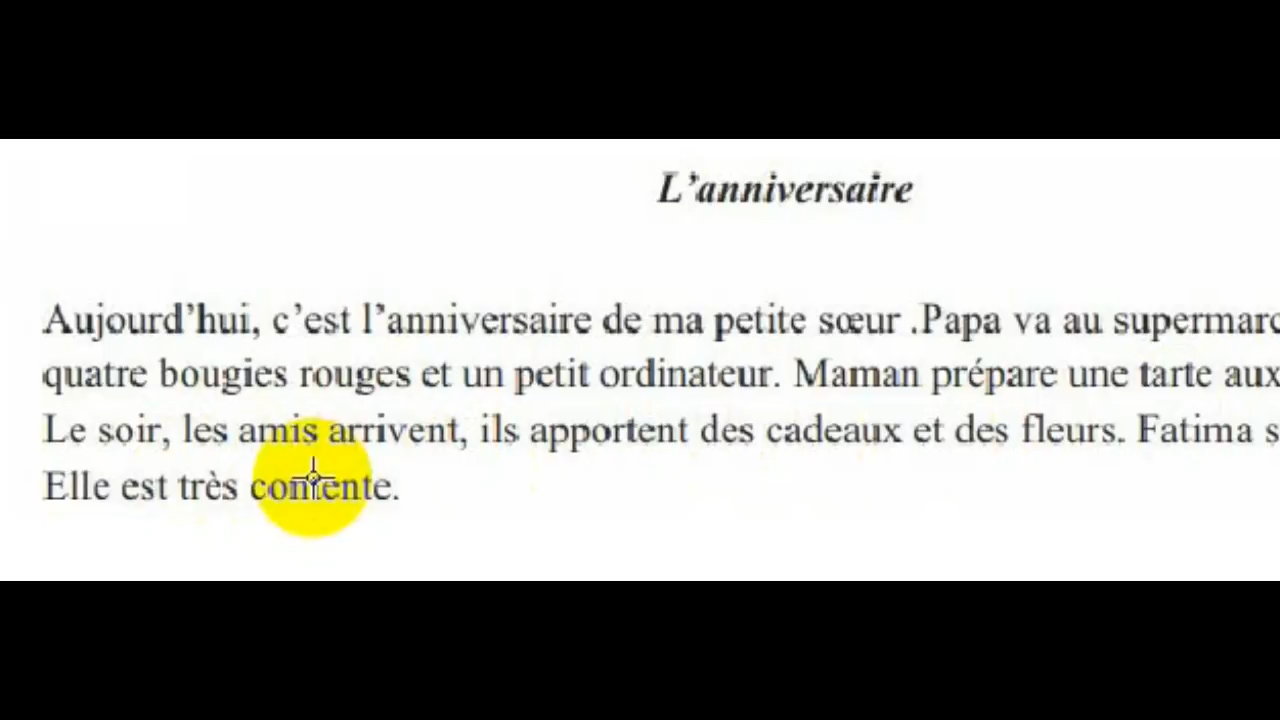 L’anniversaire
Aujourd’hui, c’est l’anniversaire de ma petite sœur .Papa va au
quatre bougies rouges et un petit ordinateur. Maman prépare une tarte aux
Le soir, les amis arrivent, ils apportent des cadeaux et des fleurs. Fatima
Elle est très contente.